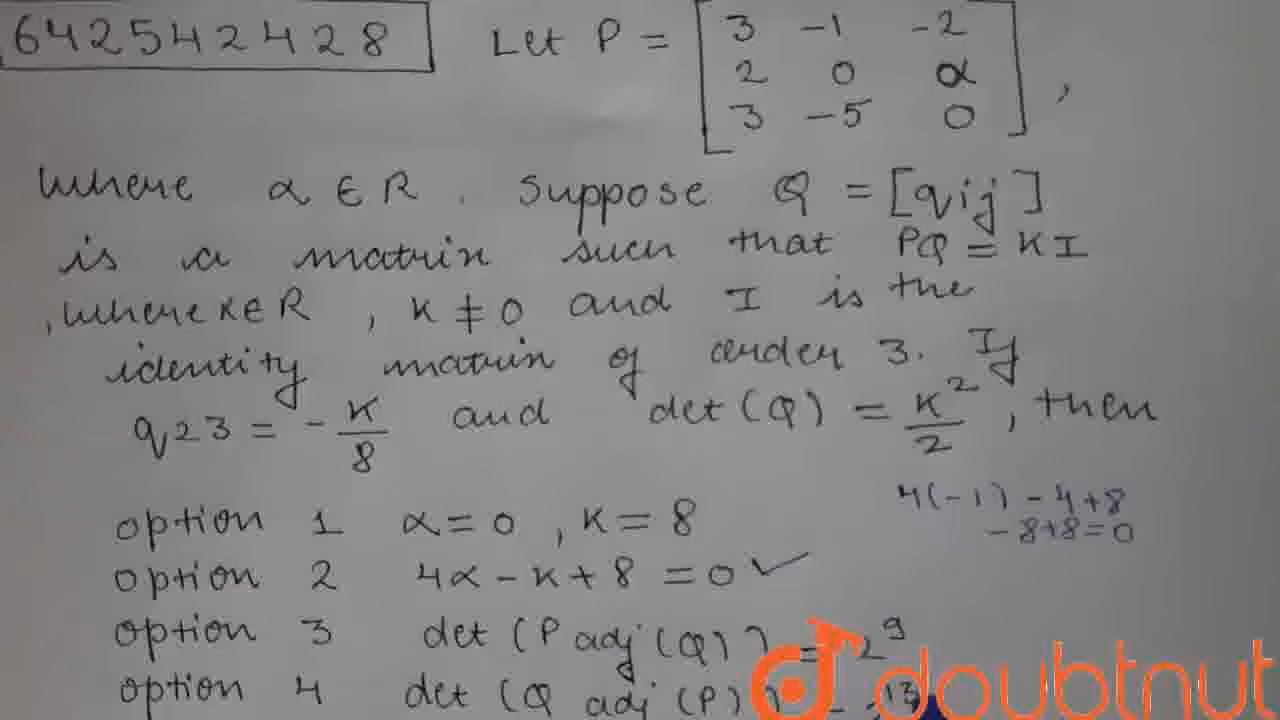 642542428 Let P = [ 3 -1 -2
2 0 α
3 -5 0 ] ,
where α ∈ R . suppose Q = [qij]
is a matrix such that PQ = KI
, where K ∈ R , K ≠ 0 and I is the
identity matrix of order 3. If
q23 = - K/8 and det(Q) = K²/2 , then
4(-1) - 4 + 8
- 8 + 8 = 0
option 1 α = 0 , K = 8
option 2 4α - K + 8 = 0 ✓
option 3 det (P adj (Q)) = 2⁹
option 4 det (Q adj (P)) 13
doubtnut